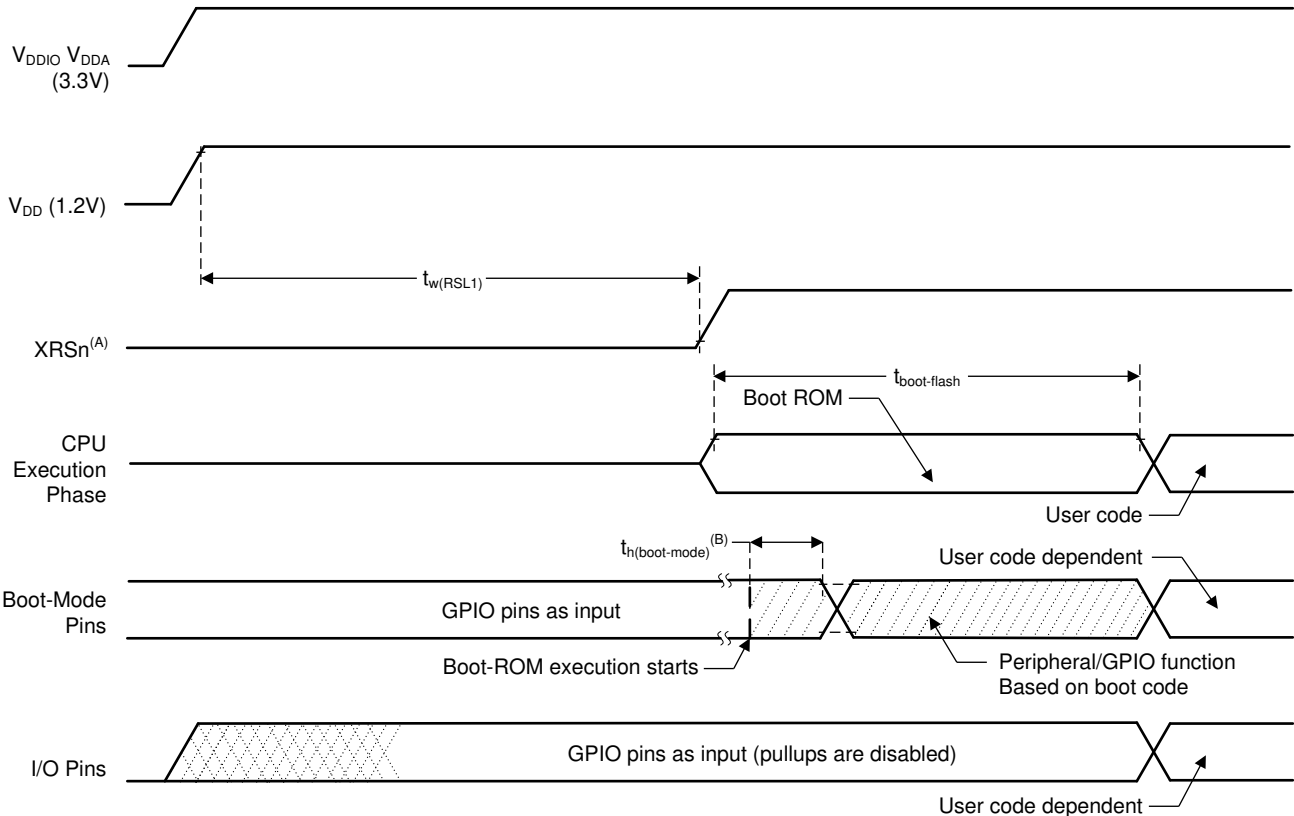 VDDIO VDDA
(3.3V)
VDD (1.2V)
tw(RSL1)
XRSn(A)
tboot-flash
Boot ROM
CPU
Execution
Phase
User code
th(boot-mode)(B)
User code dependent
Boot-Mode
Pins
GPIO pins as input
Boot-ROM execution starts
Peripheral/GPIO function
Based on boot code
I/O Pins
GPIO pins as input (pullups are disabled)
User code dependent